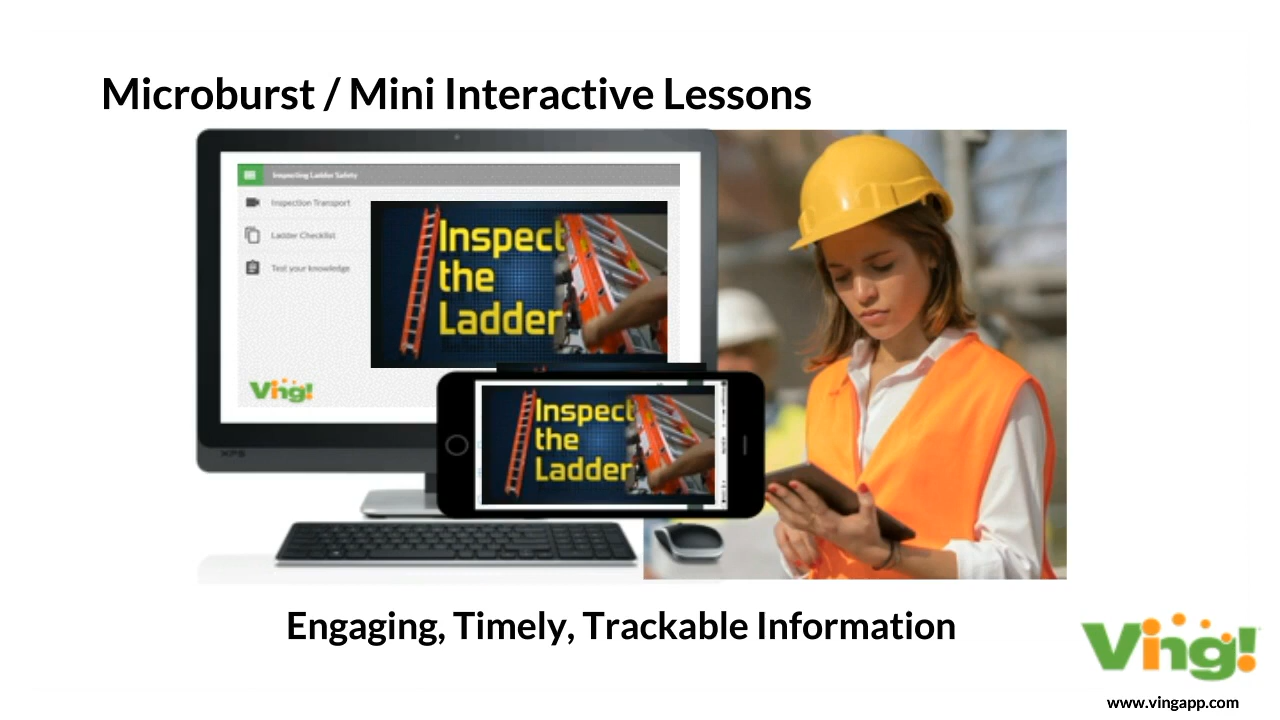 Microburst / Mini Interactive Lessons
Inspecting Ladder Safety
Inspection Transport
Ladder Checklist
Test your knowledge
Inspect
the
Ladder
Ving!
XPS
Inspect
the
Ladder
Engaging, Timely, Trackable Information
Ving!
www.vingapp.com